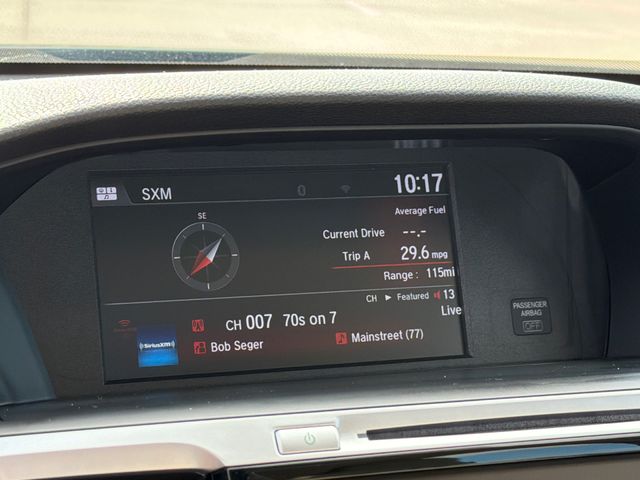 SXM
10:17
SE
Average Fuel
Current Drive --.-
Trip A 29.6 mpg
Range : 115mi
CH ▶ Featured 13
Live
CH 007 70s on 7
SiriusXM
Bob Seger
Mainstreet (77)
PASSENGER
AIRBAG
OFF